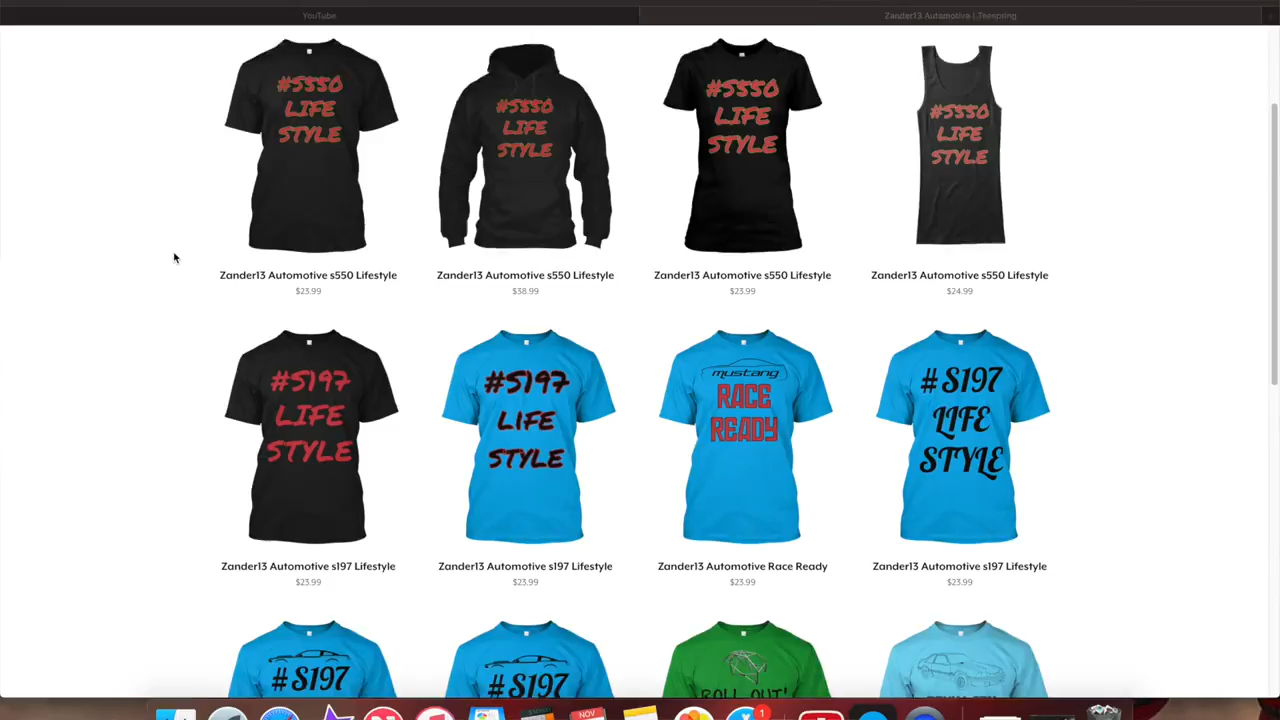 YouTube
Zander13 Automotive | Teespring
#S550
LIFE
STYLE
#S550
LIFE
STYLE
#S550
LIFE
STYLE
#S550
LIFE
STYLE
Zander13 Automotive s550 Lifestyle
$23.99
Zander13 Automotive s550 Lifestyle
$38.99
Zander13 Automotive s550 Lifestyle
$23.99
Zander13 Automotive s550 Lifestyle
$24.99
#S197
LIFE
STYLE
#S197
LIFE
STYLE
mustang
RACE
READY
#S197
LIFE
STYLE
Zander13 Automotive s197 Lifestyle
$23.99
Zander13 Automotive s197 Lifestyle
$23.99
Zander13 Automotive Race Ready
$23.99
Zander13 Automotive s197 Lifestyle
$23.99
#S197
#S197
ROLL OUT!
NOV
1